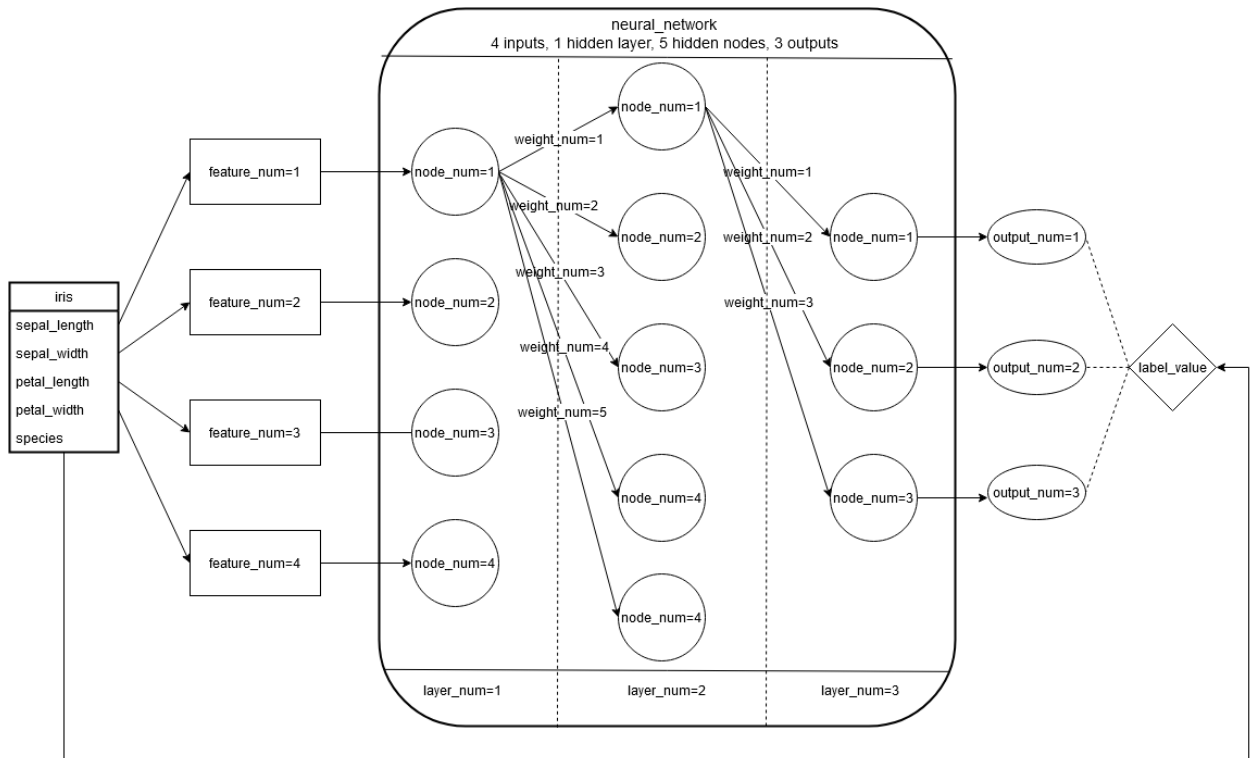 neural_network
4 inputs, 1 hidden layer, 5 hidden nodes, 3 outputs
iris
sepal_length
sepal_width
petal_length
petal_width
species
feature_num=1
feature_num=2
feature_num=3
feature_num=4
node_num=1
node_num=2
node_num=3
node_num=4
weight_num=1
weight_num=2
weight_num=3
weight_num=4
weight_num=5
node_num=1
node_num=2
node_num=3
node_num=4
node_num=4
weight_num=1
weight_num=2
weight_num=3
node_num=1
node_num=2
node_num=3
output_num=1
output_num=2
output_num=3
label_value
layer_num=1
layer_num=2
layer_num=3